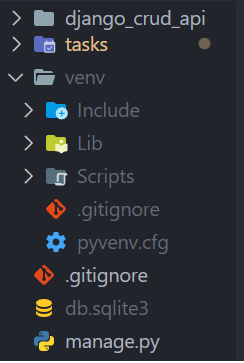 django_crud_api
tasks
venv
Include
Lib
Scripts
.gitignore
pyvenv.cfg
.gitignore
db.sqlite3
manage.py